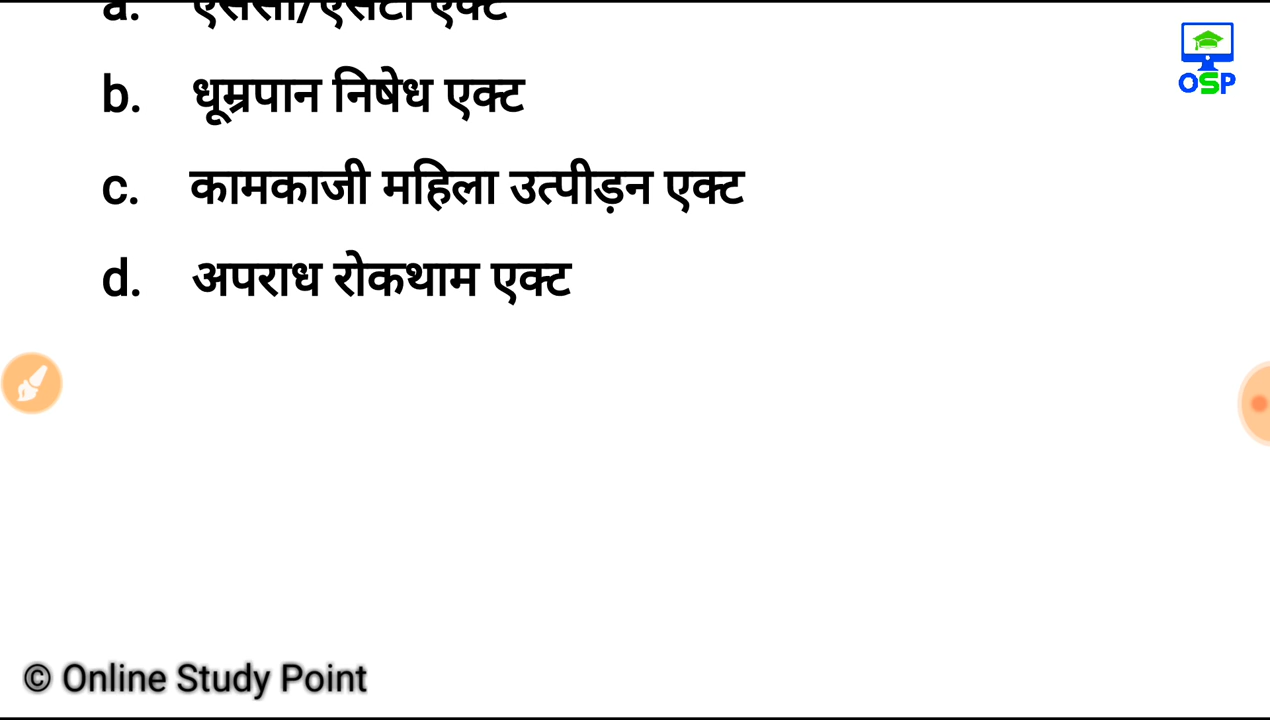 a. एससी/एसटी एक्ट
OSP
b. धूम्रपान निषेध एक्ट
c. कामकाजी महिला उत्पीड़न एक्ट
d. अपराध रोकथाम एक्ट
© Online Study Point